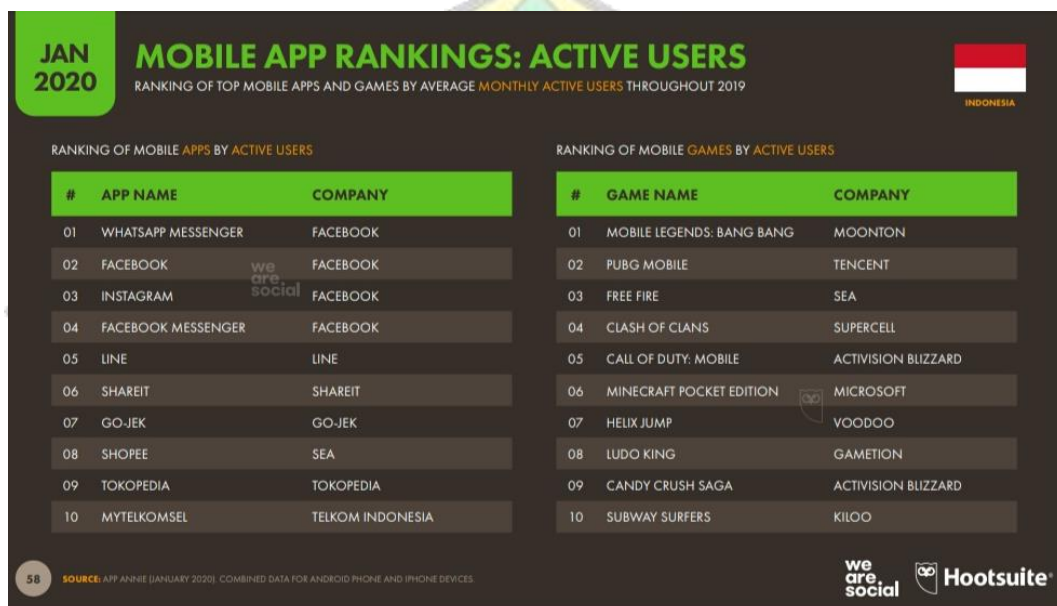 JAN
2020
MOBILE APP RANKINGS: ACTIVE USERS
RANKING OF TOP MOBILE APPS AND GAMES BY AVERAGE MONTHLY ACTIVE USERS THROUGHOUT 2019
INDONESIA
RANKING OF MOBILE APPS BY ACTIVE USERS
# APP NAME COMPANY
01 WHATSAPP MESSENGER FACEBOOK
02 FACEBOOK FACEBOOK
03 INSTAGRAM FACEBOOK
04 FACEBOOK MESSENGER FACEBOOK
05 LINE LINE
06 SHAREIT SHAREIT
07 GO-JEK GO-JEK
08 SHOPEE SEA
09 TOKOPEDIA TOKOPEDIA
10 MYTELKOMSEL TELKOM INDONESIA
we
are.
social
RANKING OF MOBILE GAMES BY ACTIVE USERS
# GAME NAME COMPANY
01 MOBILE LEGENDS: BANG BANG MOONTON
02 PUBG MOBILE TENCENT
03 FREE FIRE SEA
04 CLASH OF CLANS SUPERCELL
05 CALL OF DUTY: MOBILE ACTIVISION BLIZZARD
06 MINECRAFT POCKET EDITION MICROSOFT
07 HELIX JUMP VOODOO
08 LUDO KING GAMETION
09 CANDY CRUSH SAGA ACTIVISION BLIZZARD
10 SUBWAY SURFERS KILOO
58
SOURCE: APP ANNIE (JANUARY 2020). COMBINED DATA FOR ANDROID PHONE AND IPHONE DEVICES.
we
are.
social
Hootsuite